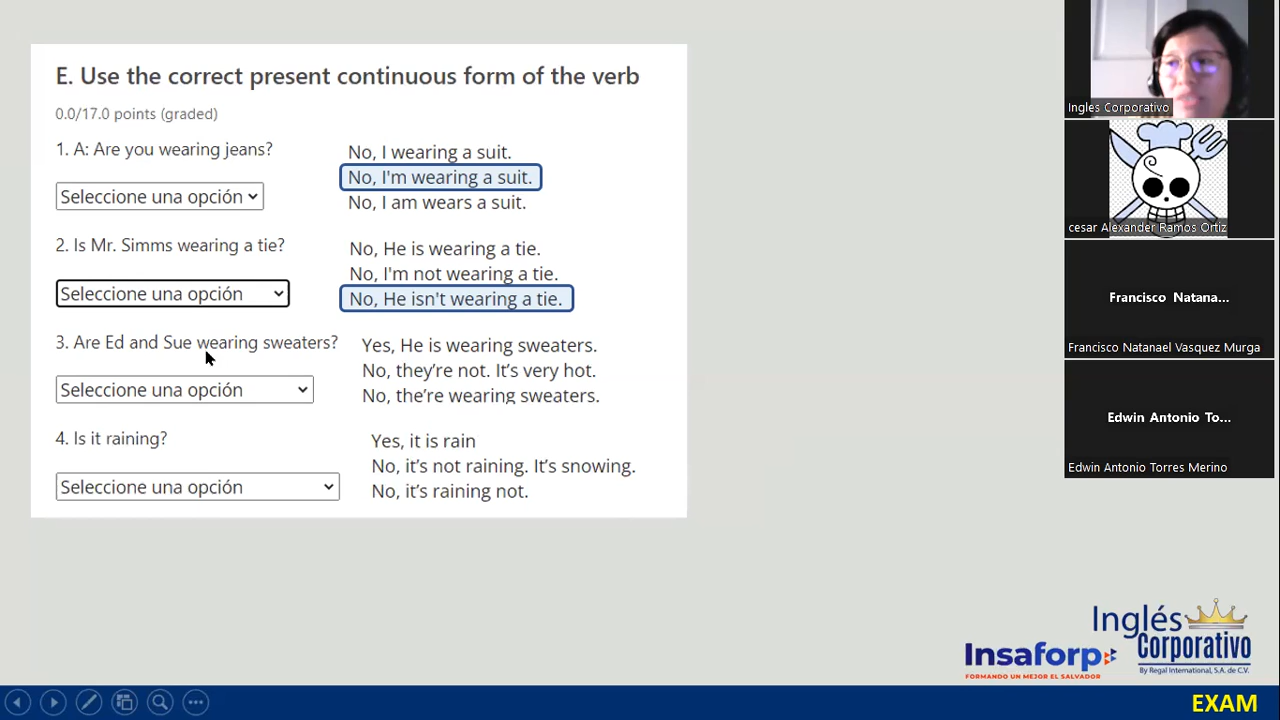 E. Use the correct present continuous form of the verb
0.0/17.0 points (graded)
1. A: Are you wearing jeans?
Seleccione una opción
No, I wearing a suit.
No, I'm wearing a suit.
No, I am wears a suit.
2. Is Mr. Simms wearing a tie?
Seleccione una opción
No, He is wearing a tie.
No, I'm not wearing a tie.
No, He isn't wearing a tie.
3. Are Ed and Sue wearing sweaters?
Seleccione una opción
Yes, He is wearing sweaters.
No, they're not. It's very hot.
No, the're wearing sweaters.
4. Is it raining?
Seleccione una opción
Yes, it is rain
No, it's not raining. It's snowing.
No, it's raining not.
Ingles Corporativo
cesar Alexander Ramos Ortiz
Francisco Natana...
Francisco Natanael Vasquez Murga
Edwin Antonio To...
Edwin Antonio Torres Merino
Insaforp
FORMANDO UN MEJOR EL SALVADOR
Inglés
Corporativo
By Regal International, S.A. de C.V.
EXAM